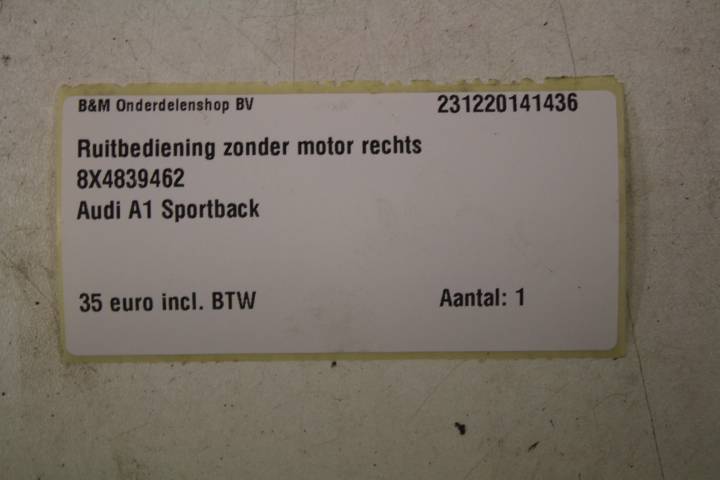 B&M Onderdelenshop BV 231220141436
Ruitbediening zonder motor rechts
8X4839462
Audi A1 Sportback
35 euro incl. BTW Aantal: 1